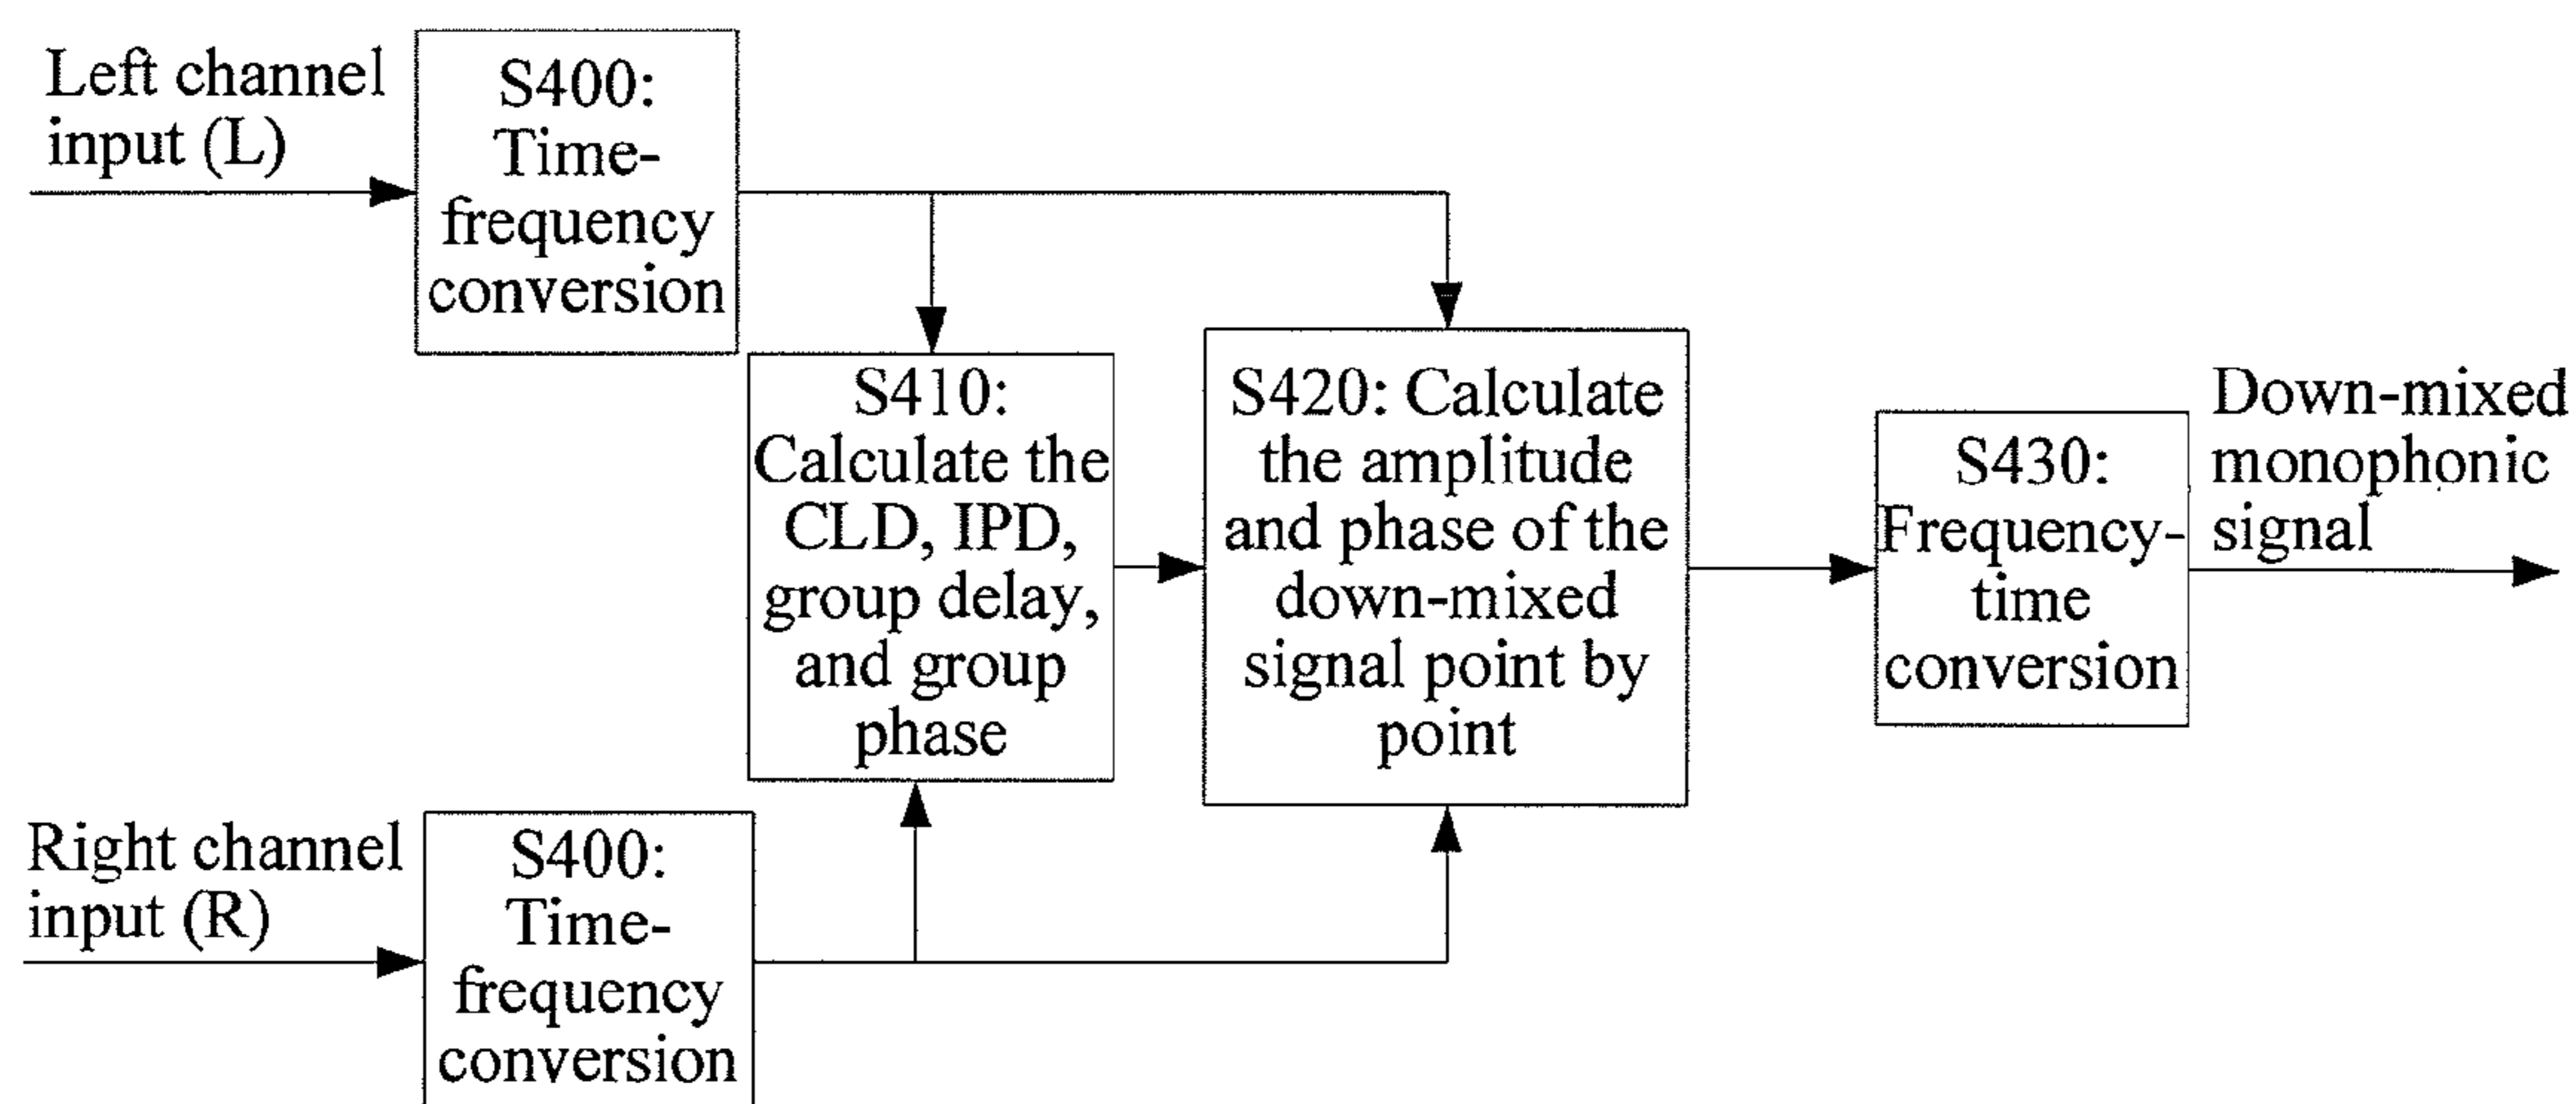 Left channel
input (L)
S400:
Time-
frequency
conversion
S410:
Calculate the
CLD, IPD,
group delay,
and group
phase
S420: Calculate
the amplitude
and phase of the
down-mixed
signal point by
point
S430:
Frequency-
time
conversion
Down-mixed
monophonic
signal
Right channel
input (R)
S400:
Time-
frequency
conversion